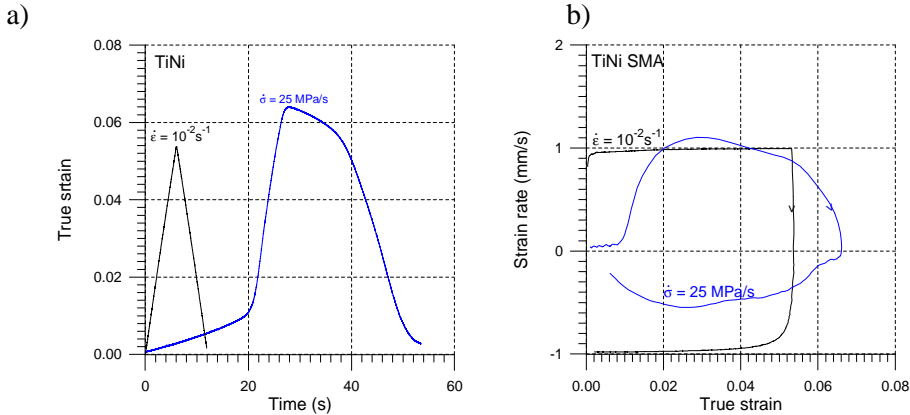 a)
TiNi
σ̇ = 25 MPa/s
ε̇ = 10⁻²s⁻¹
True srtain
0.08
0.06
0.04
0.02
0.00
0
20
40
60
Time (s)
b)
TiNi SMA
ε̇ = 10⁻²s⁻¹
σ̇ = 25 MPa/s
Strain rate (mm/s)
2
1
0
-1
0.00
0.02
0.04
0.06
0.08
True strain